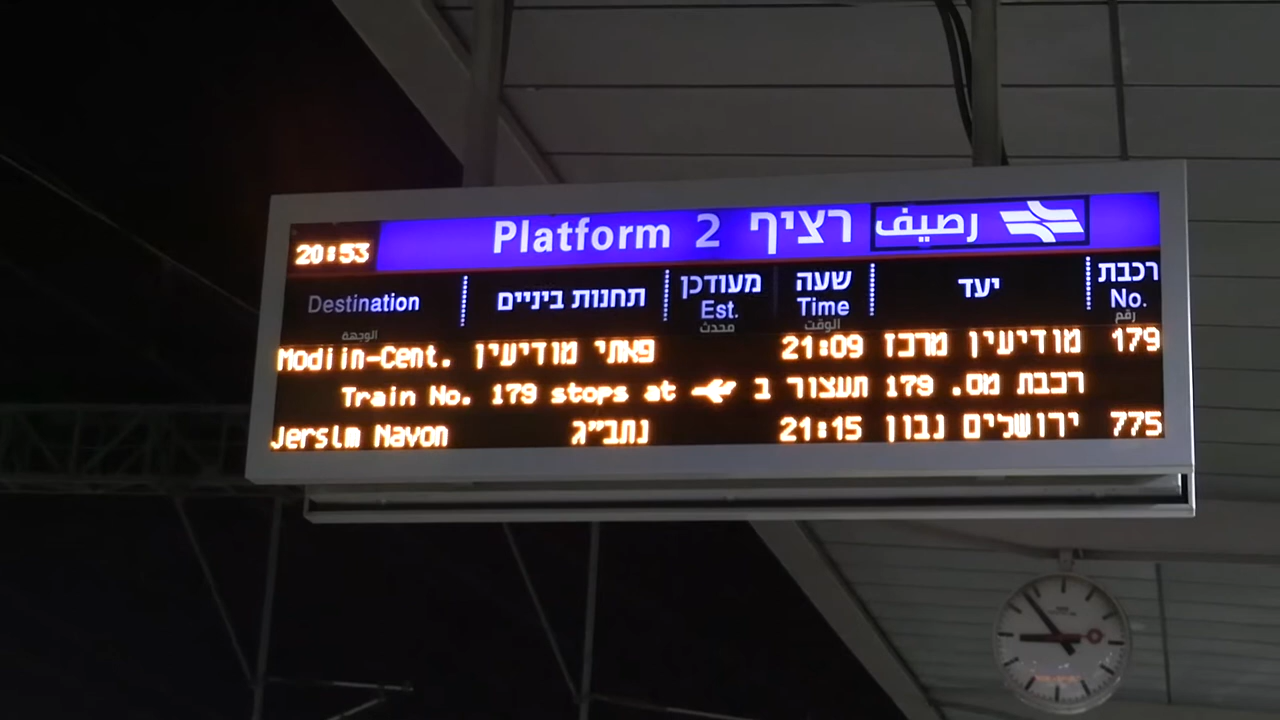 20:53 Platform 2 רציף رصيف
רכבת יעד שעה מעודכן תחנות ביניים Destination
No. Time Est.
رقم الوقت محدث الوجهة
179 מודיעין מרכז 21:09 פאתי מודיעין Modiin-Cent.
רכבת מס. 179 תעצור ב Train No. 179 stops at
775 ירושלים נבון 21:15 נתב״ג Jerslm Navon